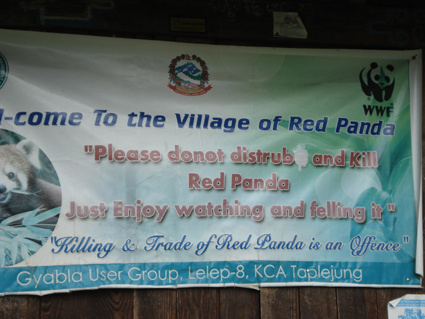 l-come To the Village of Red Panda
WWF
"Please donot distrub and Kill
Red Panda
Just Enjoy watching and felling it "
"Killing & Trade of Red Panda is an Offence"
Gyabla User Group, Lelep-8, KCA Taplejung